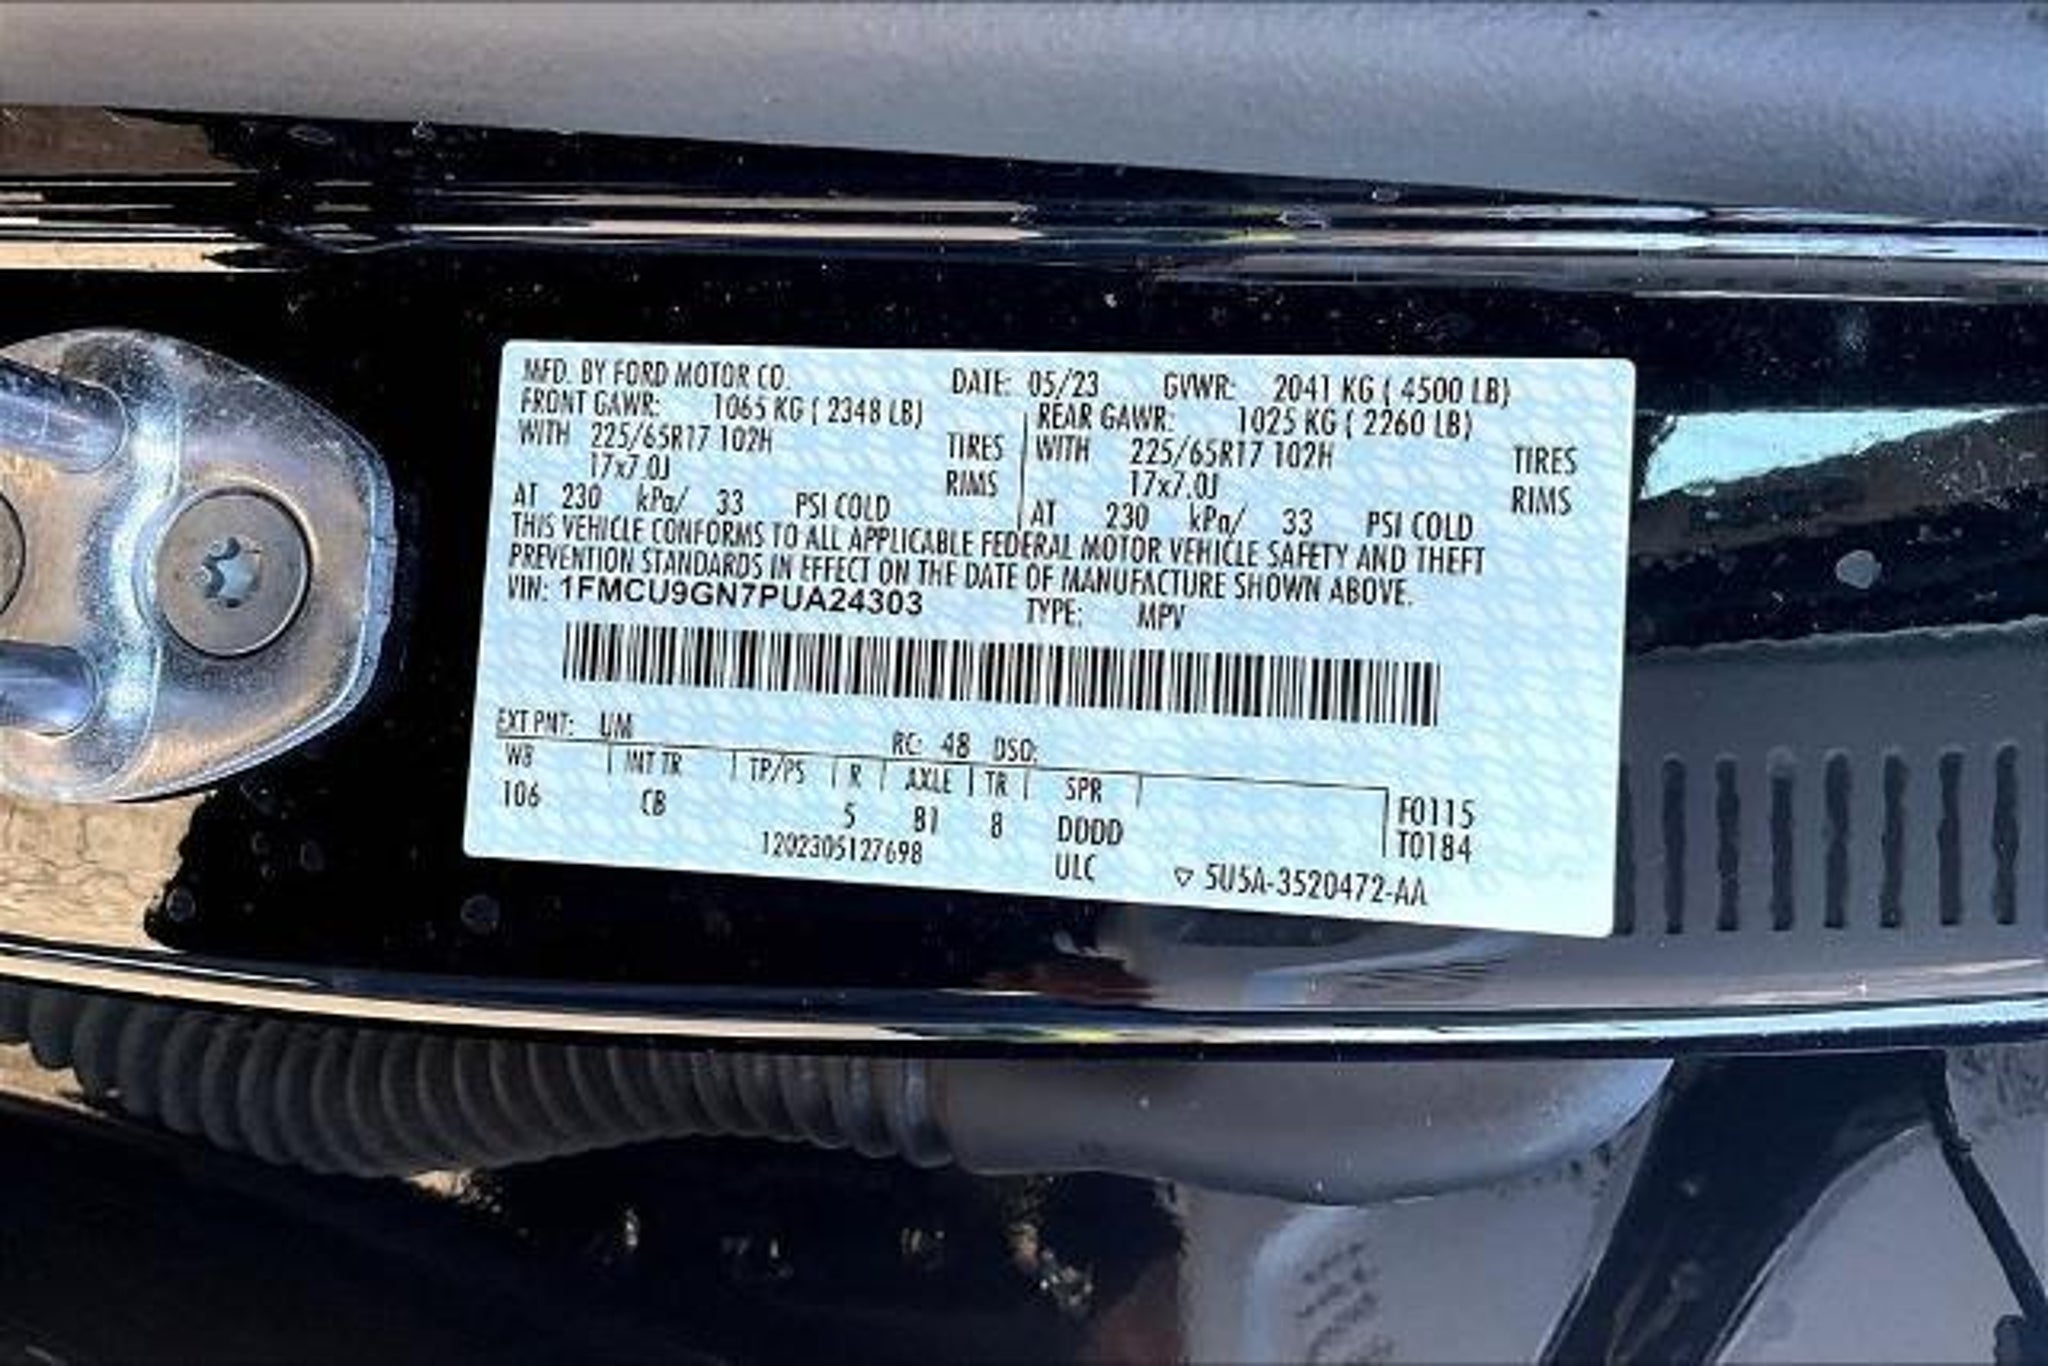 MFD. BY FORD MOTOR CO. DATE: 05/23 GVWR: 2041 KG ( 4500 LB)
FRONT GAWR: 1065 KG ( 2348 LB) REAR GAWR: 1025 KG ( 2260 LB)
WITH 225/65R17 102H TIRES WITH 225/65R17 102H TIRES
17x7.0J RIMS 17x7.0J RIMS
AT 230 kPa/ 33 PSI COLD AT 230 kPa/ 33 PSI COLD
THIS VEHICLE CONFORMS TO ALL APPLICABLE FEDERAL MOTOR VEHICLE SAFETY AND THEFT
PREVENTION STANDARDS IN EFFECT ON THE DATE OF MANUFACTURE SHOWN ABOVE.
VIN: 1FMCU9GN7PUA24303 TYPE: MPV
EXT PNT: UM RC: 48 DSO:
WB INT TR TP/PS R AXLE TR SPR F0115
106 CB 5 81 8 DDDD T0184
1202305127698 ULC ▽ 5U5A-3520472-AA